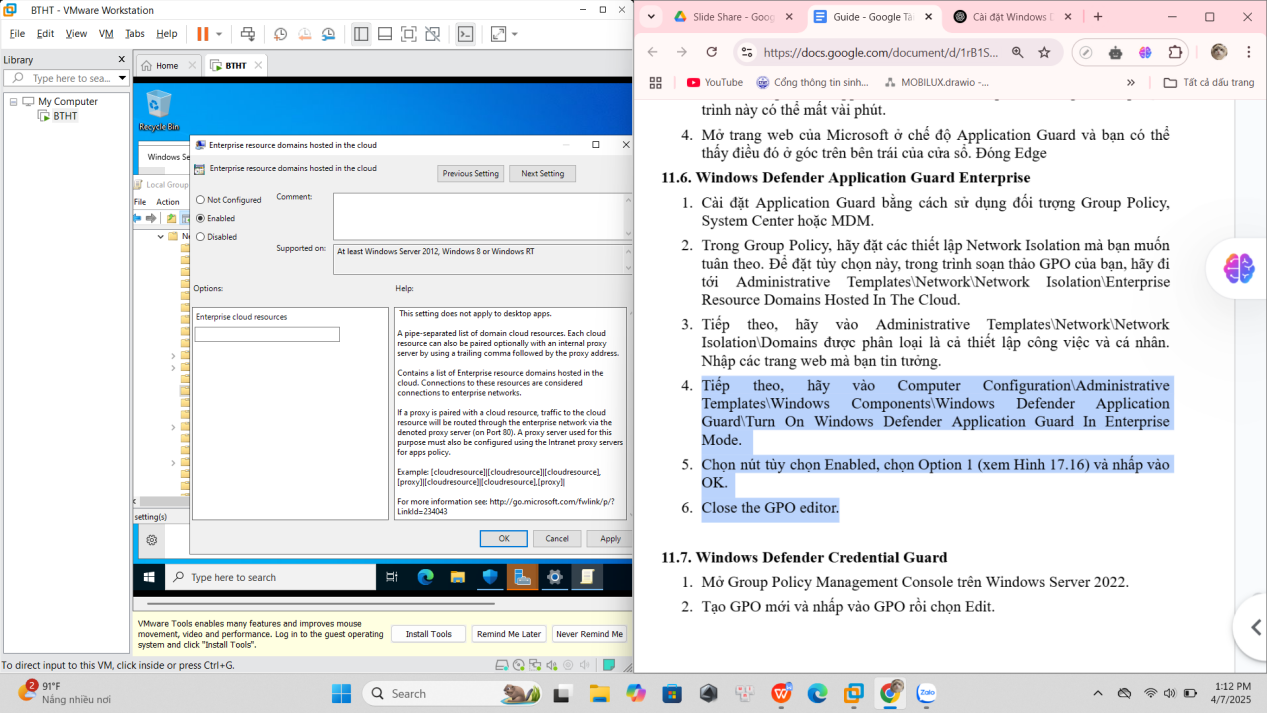 BTHT - VMware Workstation
File Edit View VM Tabs Help
Library
Type here to sea...
My Computer
BTHT
Home
BTHT
Recycle Bin
Windows Se
Local Group
File Action
Ne
setting(s)
Enterprise resource domains hosted in the cloud
Enterprise resource domains hosted in the cloud
Previous Setting
Next Setting
Not Configured
Enabled
Disabled
Comment:
Supported on:
At least Windows Server 2012, Windows 8 or Windows RT
Options:
Help:
Enterprise cloud resources
This setting does not apply to desktop apps.
A pipe-separated list of domain cloud resources. Each cloud
resource can also be paired optionally with an internal proxy
server by using a trailing comma followed by the proxy address.
Contains a list of Enterprise resource domains hosted in the
cloud. Connections to these resources are considered
connections to enterprise networks.
If a proxy is paired with a cloud resource, traffic to the cloud
resource will be routed through the enterprise network via the
denoted proxy server (on Port 80). A proxy server used for this
purpose must also be configured using the Intranet proxy servers
for apps policy.
Example: [cloudresource]|[cloudresource]|[cloudresource],
[proxy]|[cloudresource]|[cloudresource],[proxy]|
For more information see: http://go.microsoft.com/fwlink/p/?
LinkId=234043
OK
Cancel
Apply
Type here to search
VMware Tools enables many features and improves mouse
movement, video and performance. Log in to the guest operating
system and click "Install Tools".
Install Tools
Remind Me Later
Never Remind Me
To direct input to this VM, click inside or press Ctrl+G.
Slide Share - Goog
Guide - Google Tài
Cài đặt Windows D
https://docs.google.com/document/d/1rB1S...
YouTube
Cổng thông tin sinh...
MOBILUX.drawio -...
Tất cả dấu trang
trình này có thể mất vài phút.
4. Mở trang web của Microsoft ở chế độ Application Guard và bạn có thể
thấy điều đó ở góc trên bên trái của cửa sổ. Đóng Edge
11.6. Windows Defender Application Guard Enterprise
1. Cài đặt Application Guard bằng cách sử dụng đối tượng Group Policy,
System Center hoặc MDM.
2. Trong Group Policy, hãy đặt các thiết lập Network Isolation mà bạn muốn
tuân theo. Để đặt tùy chọn này, trong trình soạn thảo GPO của bạn, hãy đi
tới Administrative Templates\Network\Network Isolation\Enterprise
Resource Domains Hosted In The Cloud.
3. Tiếp theo, hãy vào Administrative Templates\Network\Network
Isolation\Domains được phân loại là cả thiết lập công việc và cá nhân.
Nhập các trang web mà bạn tin tưởng.
4. Tiếp theo, hãy vào Computer Configuration\Administrative
Templates\Windows Components\Windows Defender Application
Guard\Turn On Windows Defender Application Guard In Enterprise
Mode.
5. Chọn nút tùy chọn Enabled, chọn Option 1 (xem Hình 17.16) và nhấp vào
OK.
6. Close the GPO editor.
11.7. Windows Defender Credential Guard
1. Mở Group Policy Management Console trên Windows Server 2022.
2. Tạo GPO mới và nhấp vào GPO rồi chọn Edit.
2
91°F
Nắng nhiều nơi
Search
Zalo
1:12 PM
4/7/2025